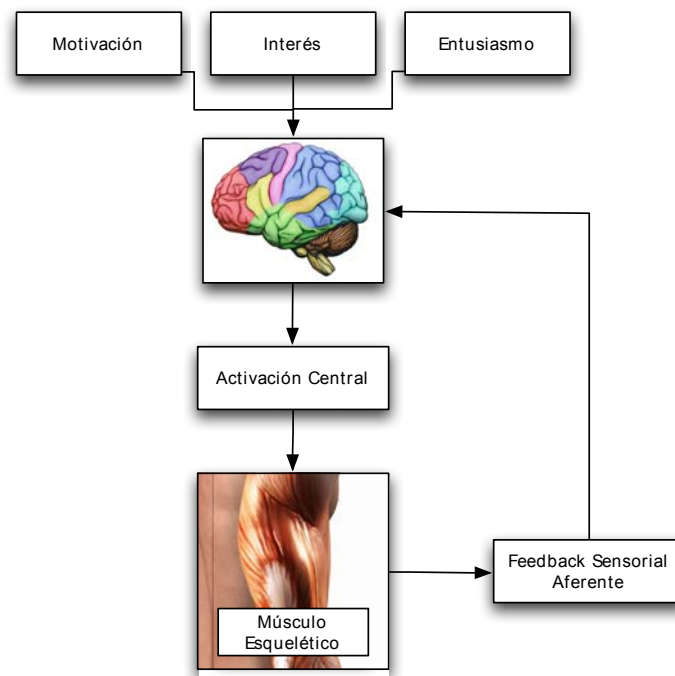 Motivación
Interés
Entusiasmo
Activación Central
Feedback Sensorial
Aferente
Músculo
Esquelético